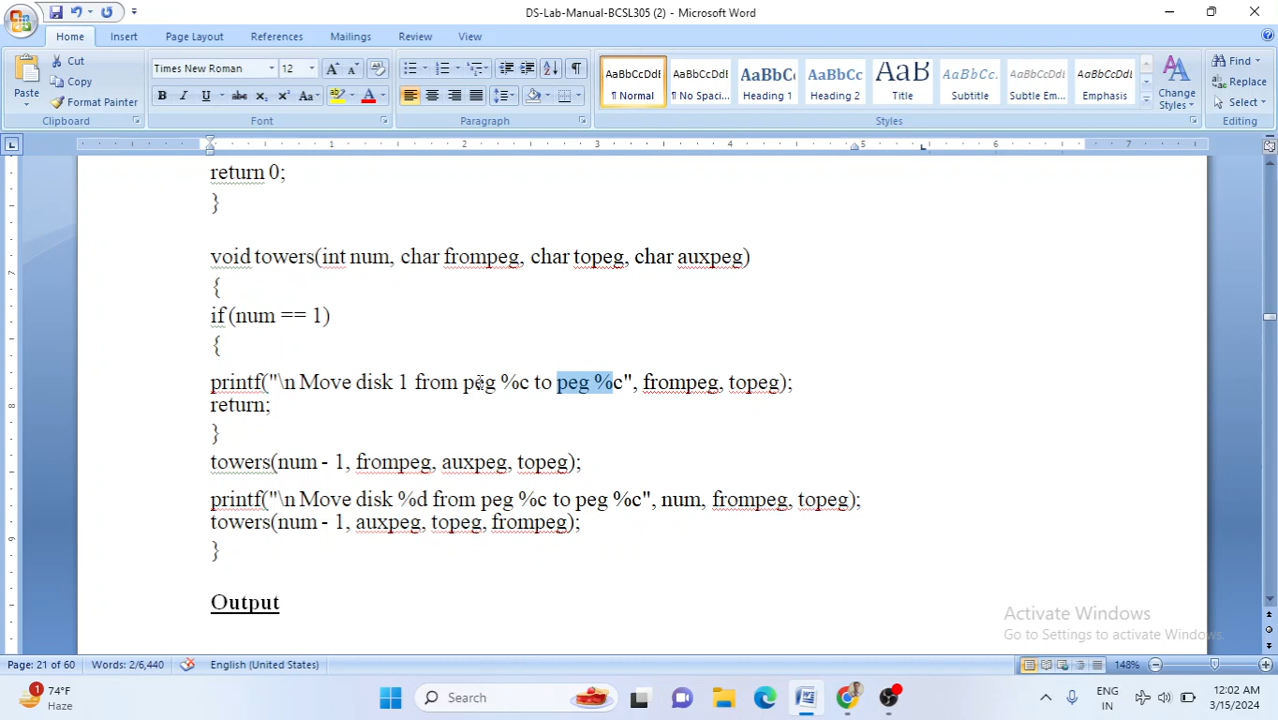 DS-Lab-Manual-BCSL305 (2) - Microsoft Word
Home Insert Page Layout References Mailings Review View
Paste Cut Copy Format Painter Clipboard
Times New Roman 12 Font
Paragraph
AaBbCcDdE ¶ Normal
AaBbCcDdE ¶ No Spaci...
AaBbCc Heading 1
AaBbCc Heading 2
AaB Title
AaBbCc Subtitle
AaBbCcDdE Subtle Em...
AaBbCcDdE Emphasis
Change Styles Styles
Find Replace Select Editing
return 0;
}
void towers(int num, char frompeg, char topeg, char auxpeg)
{
if (num == 1)
{
printf("\n Move disk 1 from peg %c to peg %c", frompeg, topeg);
return;
}
towers(num - 1, frompeg, auxpeg, topeg);
printf("\n Move disk %d from peg %c to peg %c", num, frompeg, topeg);
towers(num - 1, auxpeg, topeg, frompeg);
}
Output
Activate Windows
Go to Settings to activate Windows.
Page: 21 of 60 Words: 2/6,440 English (United States) 148%
1 74°F Haze Search ENG IN 12:02 AM 3/15/2024